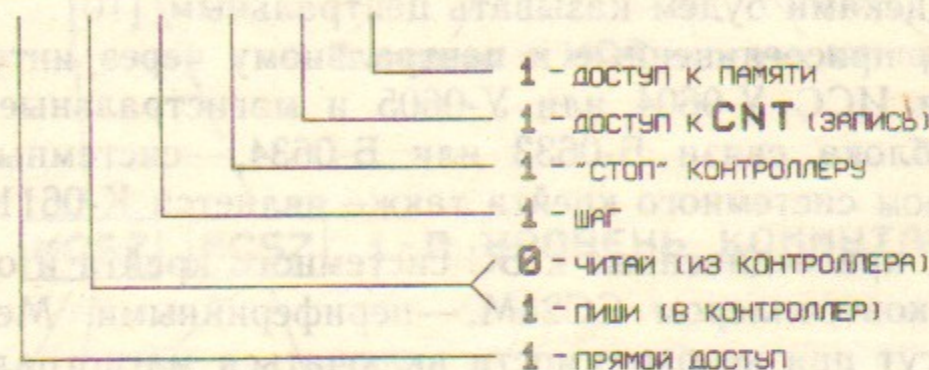 1 - ДОСТУП К ПАМЯТИ
1 - ДОСТУП К CNT (ЗАПИСЬ)
1 - "СТОП" КОНТРОЛЛЕРУ
1 - ШАГ
0 - ЧИТАЙ (ИЗ КОНТРОЛЛЕРА)
1 - ПИШИ (В КОНТРОЛЛЕР)
1 - ПРЯМОЙ ДОСТУП